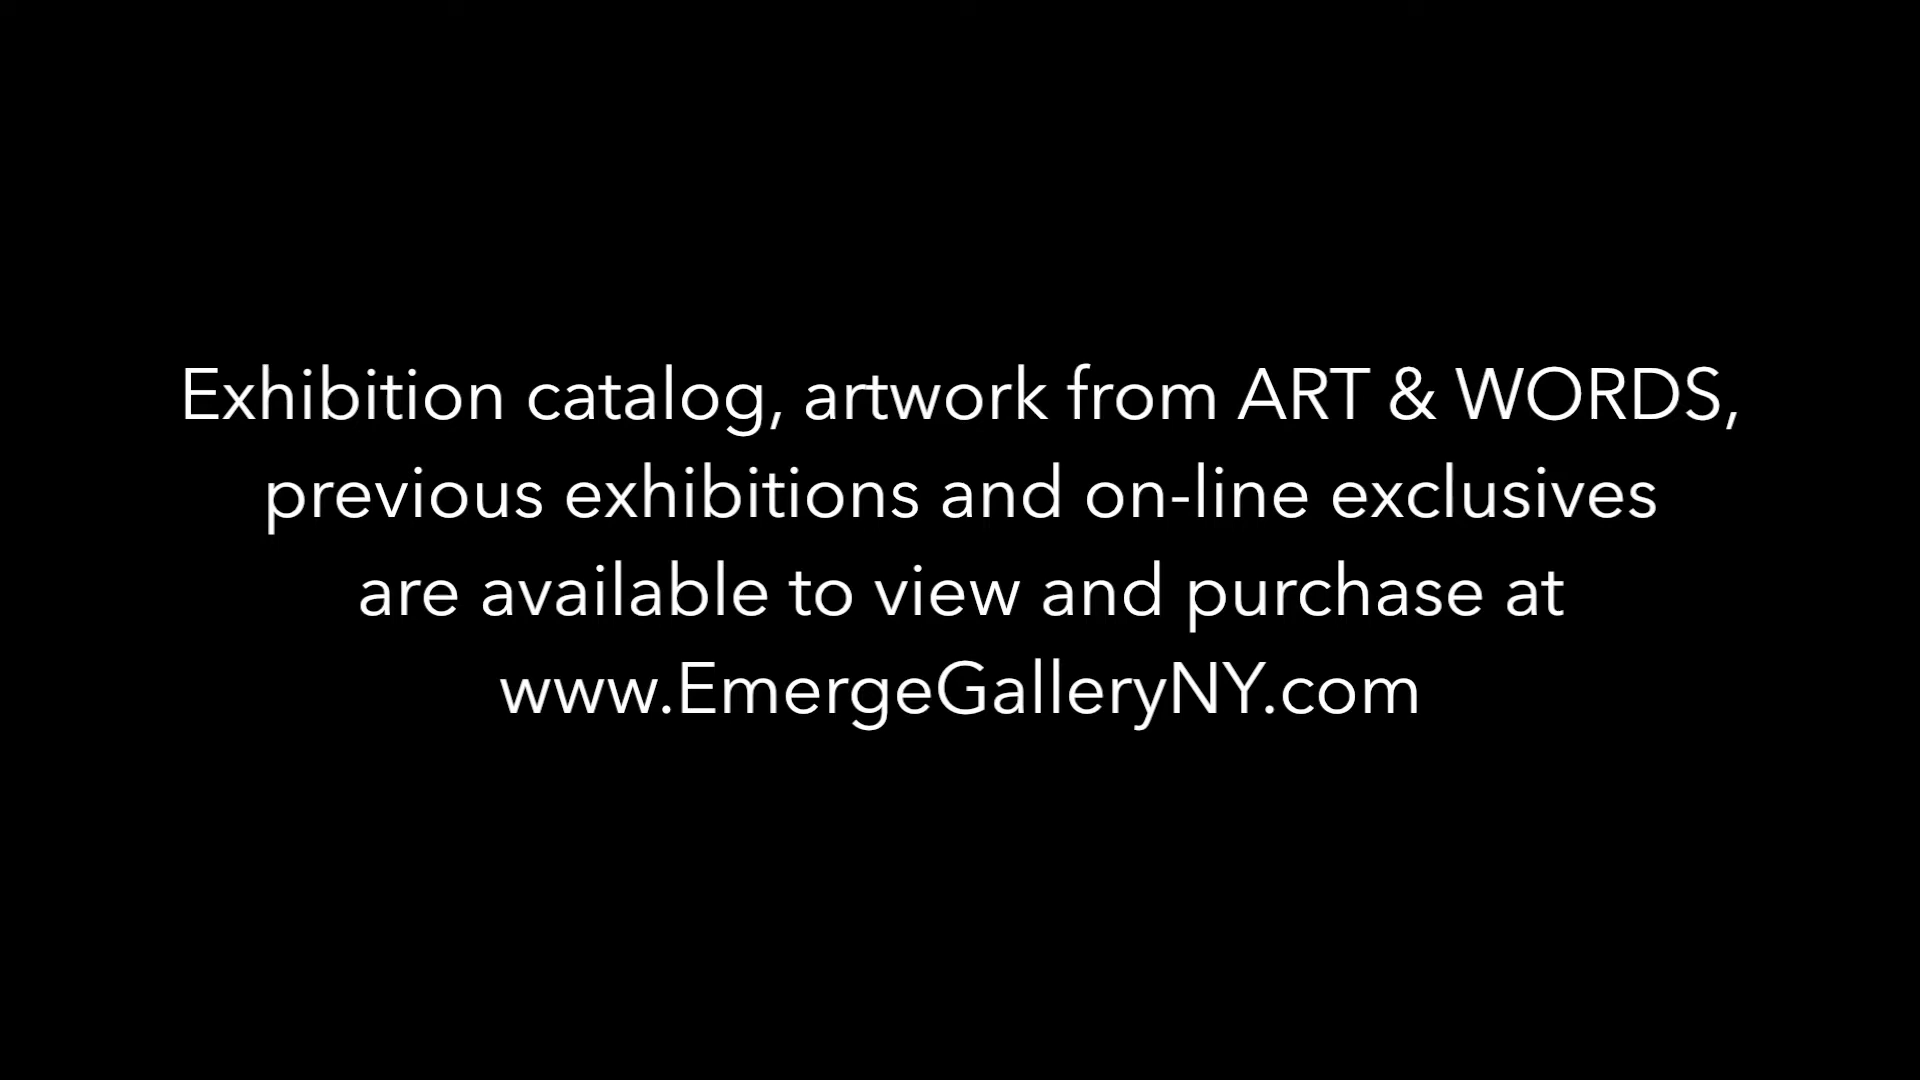 Exhibition catalog, artwork from ART & WORDS,
previous exhibitions and on-line exclusives
are available to view and purchase at
www.EmergeGalleryNY.com